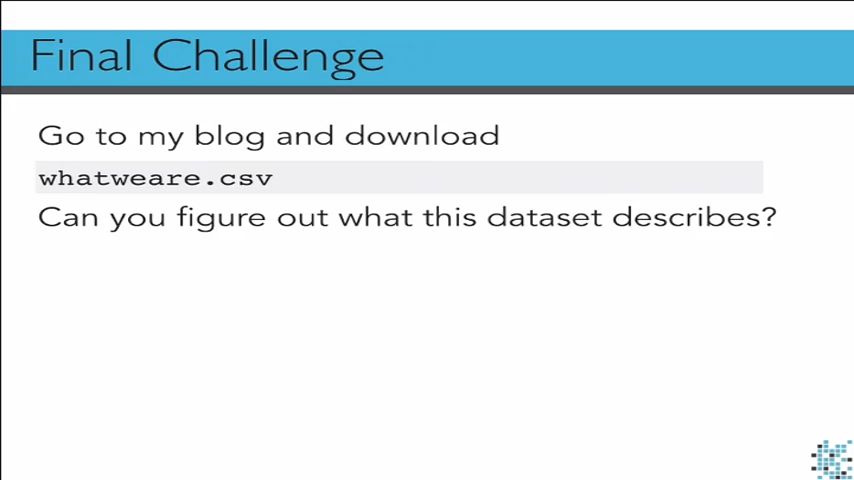 Final Challenge
Go to my blog and download
whatweare.csv
Can you figure out what this dataset describes?